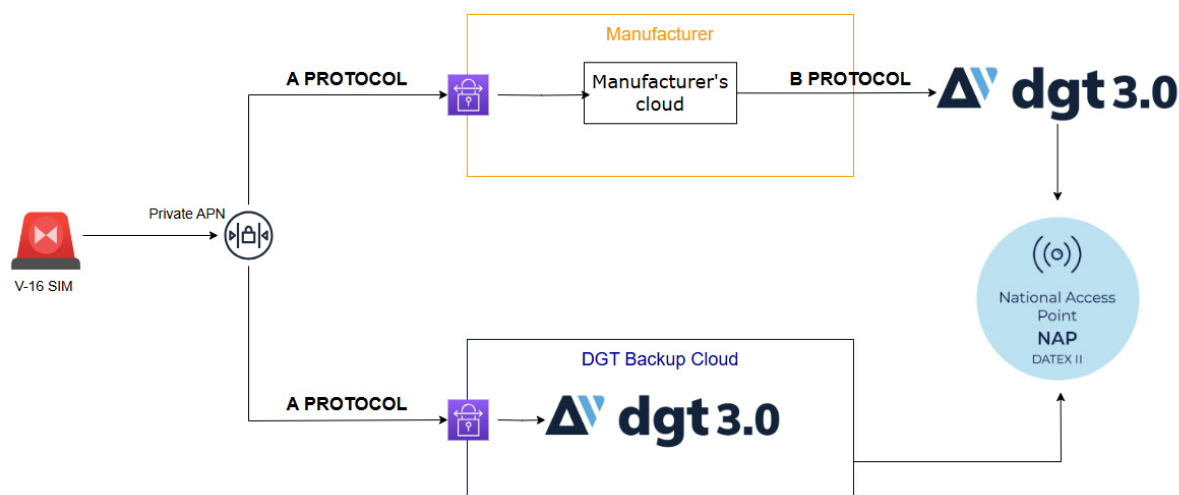 Manufacturer
A PROTOCOL
Manufacturer's
cloud
B PROTOCOL
dgt 3.0
Private APN
V-16 SIM
National Access
Point
NAP
DATEX II
DGT Backup Cloud
A PROTOCOL
dgt 3.0